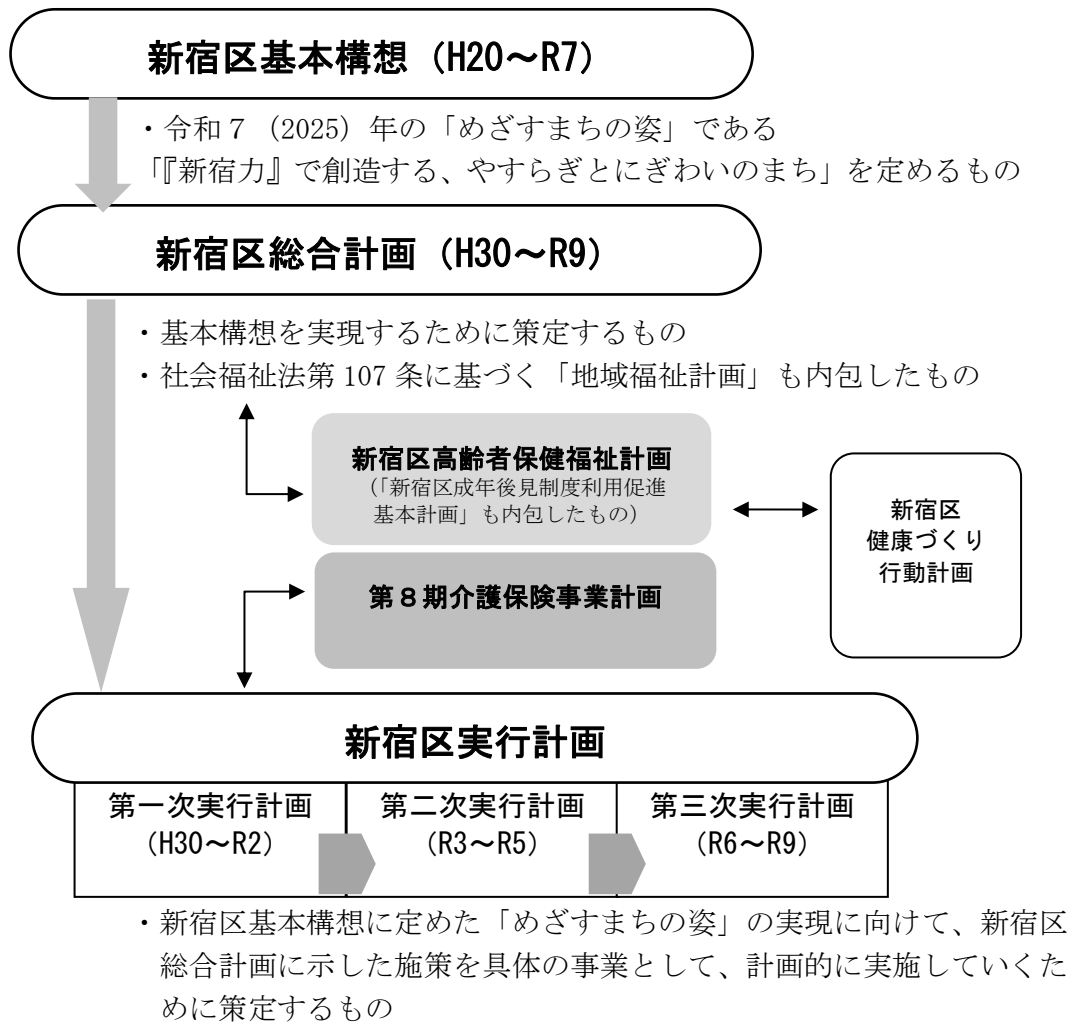 新宿区基本構想（H20～R7）
・令和７（2025）年の「めざすまちの姿」である
「『新宿力』で創造する、やすらぎとにぎわいのまち」を定めるもの
新宿区総合計画（H30～R9）
・基本構想を実現するために策定するもの
・社会福祉法第 107 条に基づく「地域福祉計画」も内包したもの
新宿区高齢者保健福祉計画
（「新宿区成年後見制度利用促進
基本計画」も内包したもの）
新宿区
健康づくり
行動計画
第８期介護保険事業計画
新宿区実行計画
第一次実行計画
（H30～R2）
第二次実行計画
（R3～R5）
第三次実行計画
（R6～R9）
・新宿区基本構想に定めた「めざすまちの姿」の実現に向けて、新宿区
総合計画に示した施策を具体の事業として、計画的に実施していくた
めに策定するもの